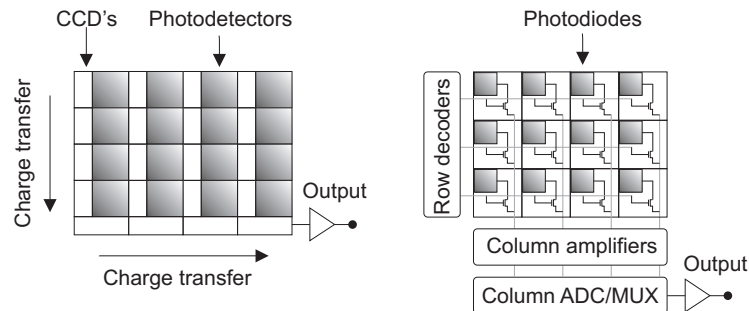 CCD's
Photodetectors
Charge transfer
Output
Charge transfer
Photodiodes
Row decoders
Column amplifiers
Column ADC/MUX
Output